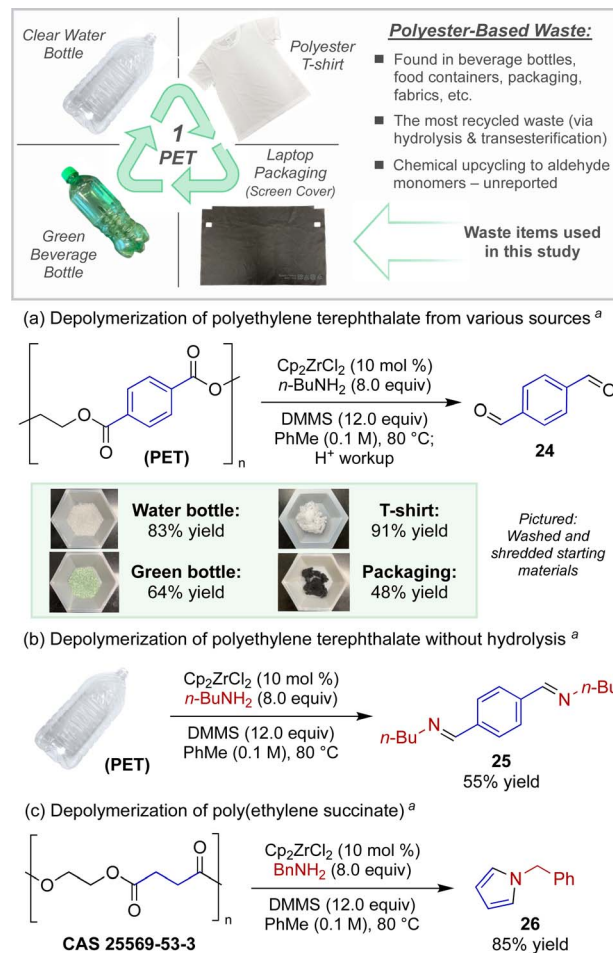 Clear Water
Bottle
Polyester
T-shirt
1
PET
Laptop
Packaging
(Screen Cover)
Green
Beverage
Bottle
Polyester-Based Waste:
■ Found in beverage bottles,
food containers, packaging,
fabrics, etc.
■ The most recycled waste (via
hydrolysis & transesterification)
■ Chemical upcycling to aldehyde
monomers – unreported
Waste items used
in this study
(a) Depolymerization of polyethylene terephthalate from various sources a
O
O
O
O
n
(PET)
Cp2ZrCl2 (10 mol %)
n-BuNH2 (8.0 equiv)
DMMS (12.0 equiv)
PhMe (0.1 M), 80 °C;
H+ workup
O
O
24
Water bottle:
83% yield
T-shirt:
91% yield
Green bottle:
64% yield
Packaging:
48% yield
Pictured:
Washed and
shredded starting
materials
(b) Depolymerization of polyethylene terephthalate without hydrolysis a
(PET)
Cp2ZrCl2 (10 mol %)
n-BuNH2 (8.0 equiv)
DMMS (12.0 equiv)
PhMe (0.1 M), 80 °C
n-Bu
N
N
n-Bu
25
55% yield
(c) Depolymerization of poly(ethylene succinate) a
O
O
O
O
n
CAS 25569-53-3
Cp2ZrCl2 (10 mol %)
BnNH2 (8.0 equiv)
DMMS (12.0 equiv)
PhMe (0.1 M), 80 °C
N
Ph
26
85% yield